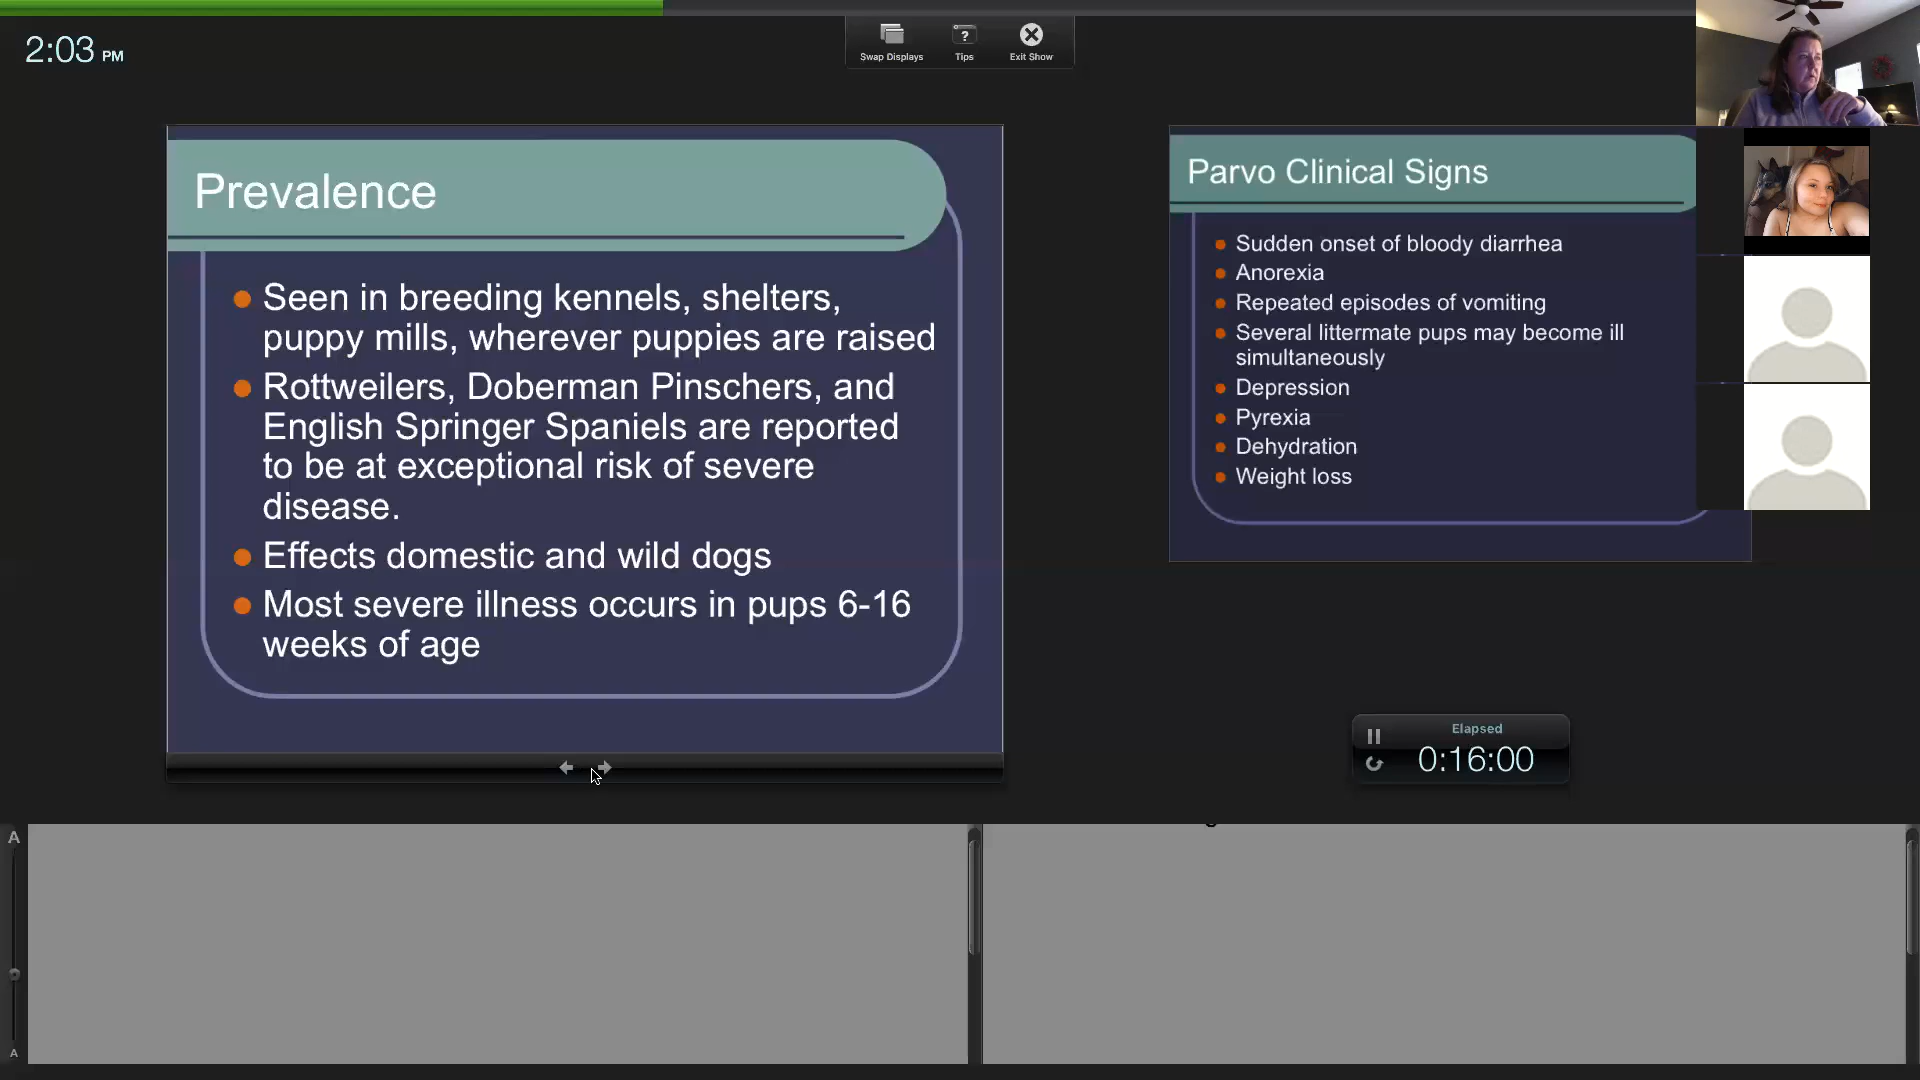 2:03 PM
Swap Displays
Tips
Exit Show
Prevalence
Seen in breeding kennels, shelters,
puppy mills, wherever puppies are raised
Rottweilers, Doberman Pinschers, and
English Springer Spaniels are reported
to be at exceptional risk of severe
disease.
Effects domestic and wild dogs
Most severe illness occurs in pups 6-16
weeks of age
Parvo Clinical Signs
Sudden onset of bloody diarrhea
Anorexia
Repeated episodes of vomiting
Several littermate pups may become ill
simultaneously
Depression
Pyrexia
Dehydration
Weight loss
Elapsed
0:16:00
A
A